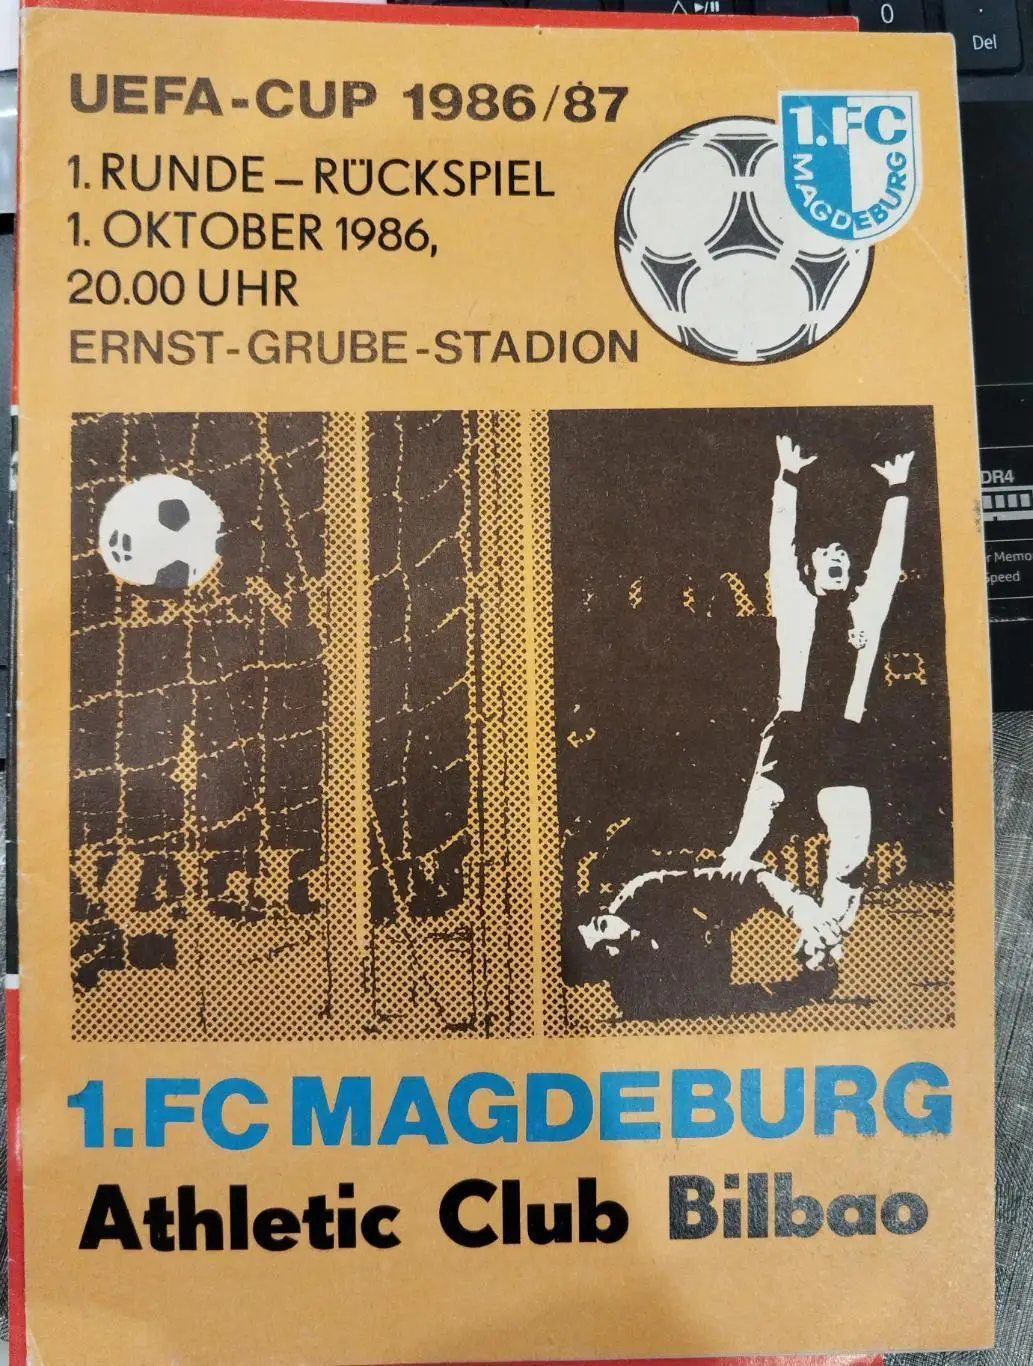 0
Del
UEFA-CUP 1986/87
1. RUNDE – RÜCKSPIEL
1. OKTOBER 1986,
20.00 UHR
ERNST-GRUBE-STADION
1.FC
MAGDEBURG
DR4
Memo
Speed
1.FC MAGDEBURG
Athletic Club Bilbao